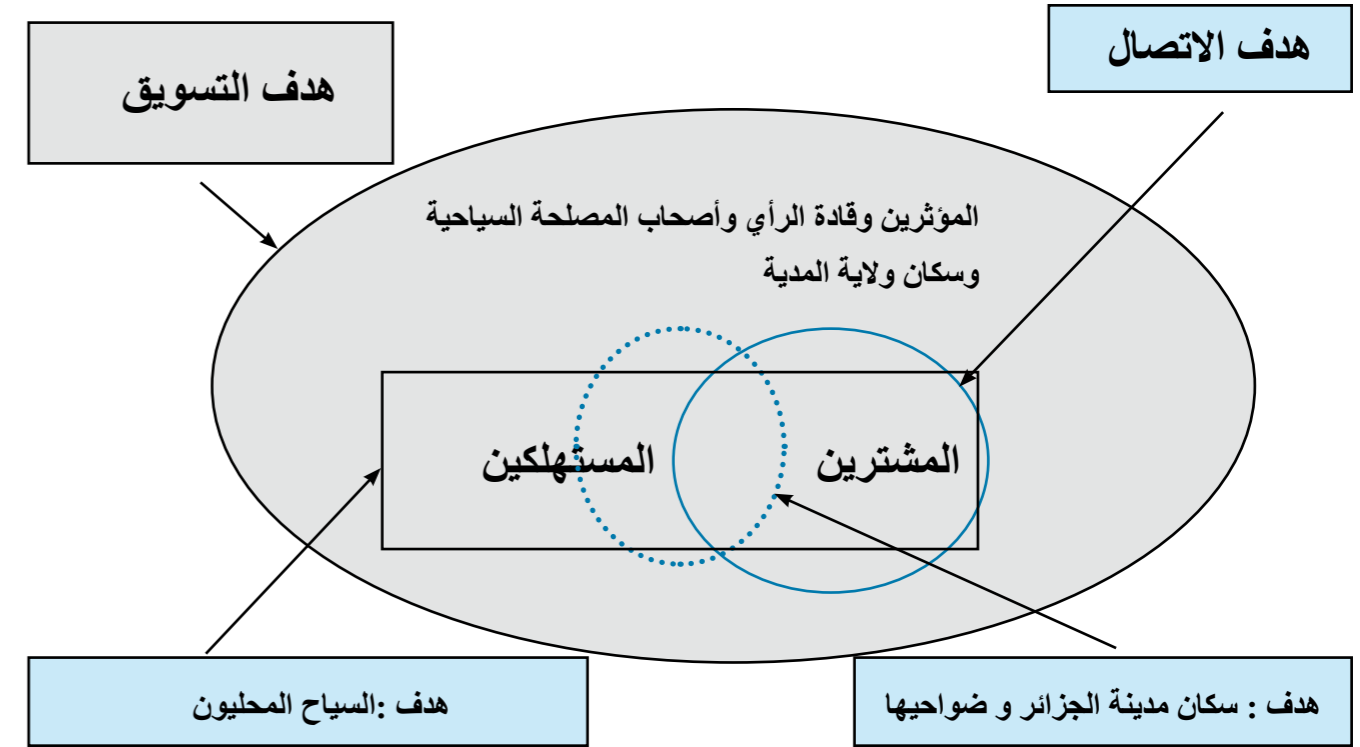 هدف الاتصال
هدف التسويق
المؤثرين وقادة الرأي وأصحاب المصلحة السياحية
وسكان ولاية المدية
المشترين
المستهلكين
هدف : سكان مدينة الجزائر و ضواحيها
هدف :السياح المحليون